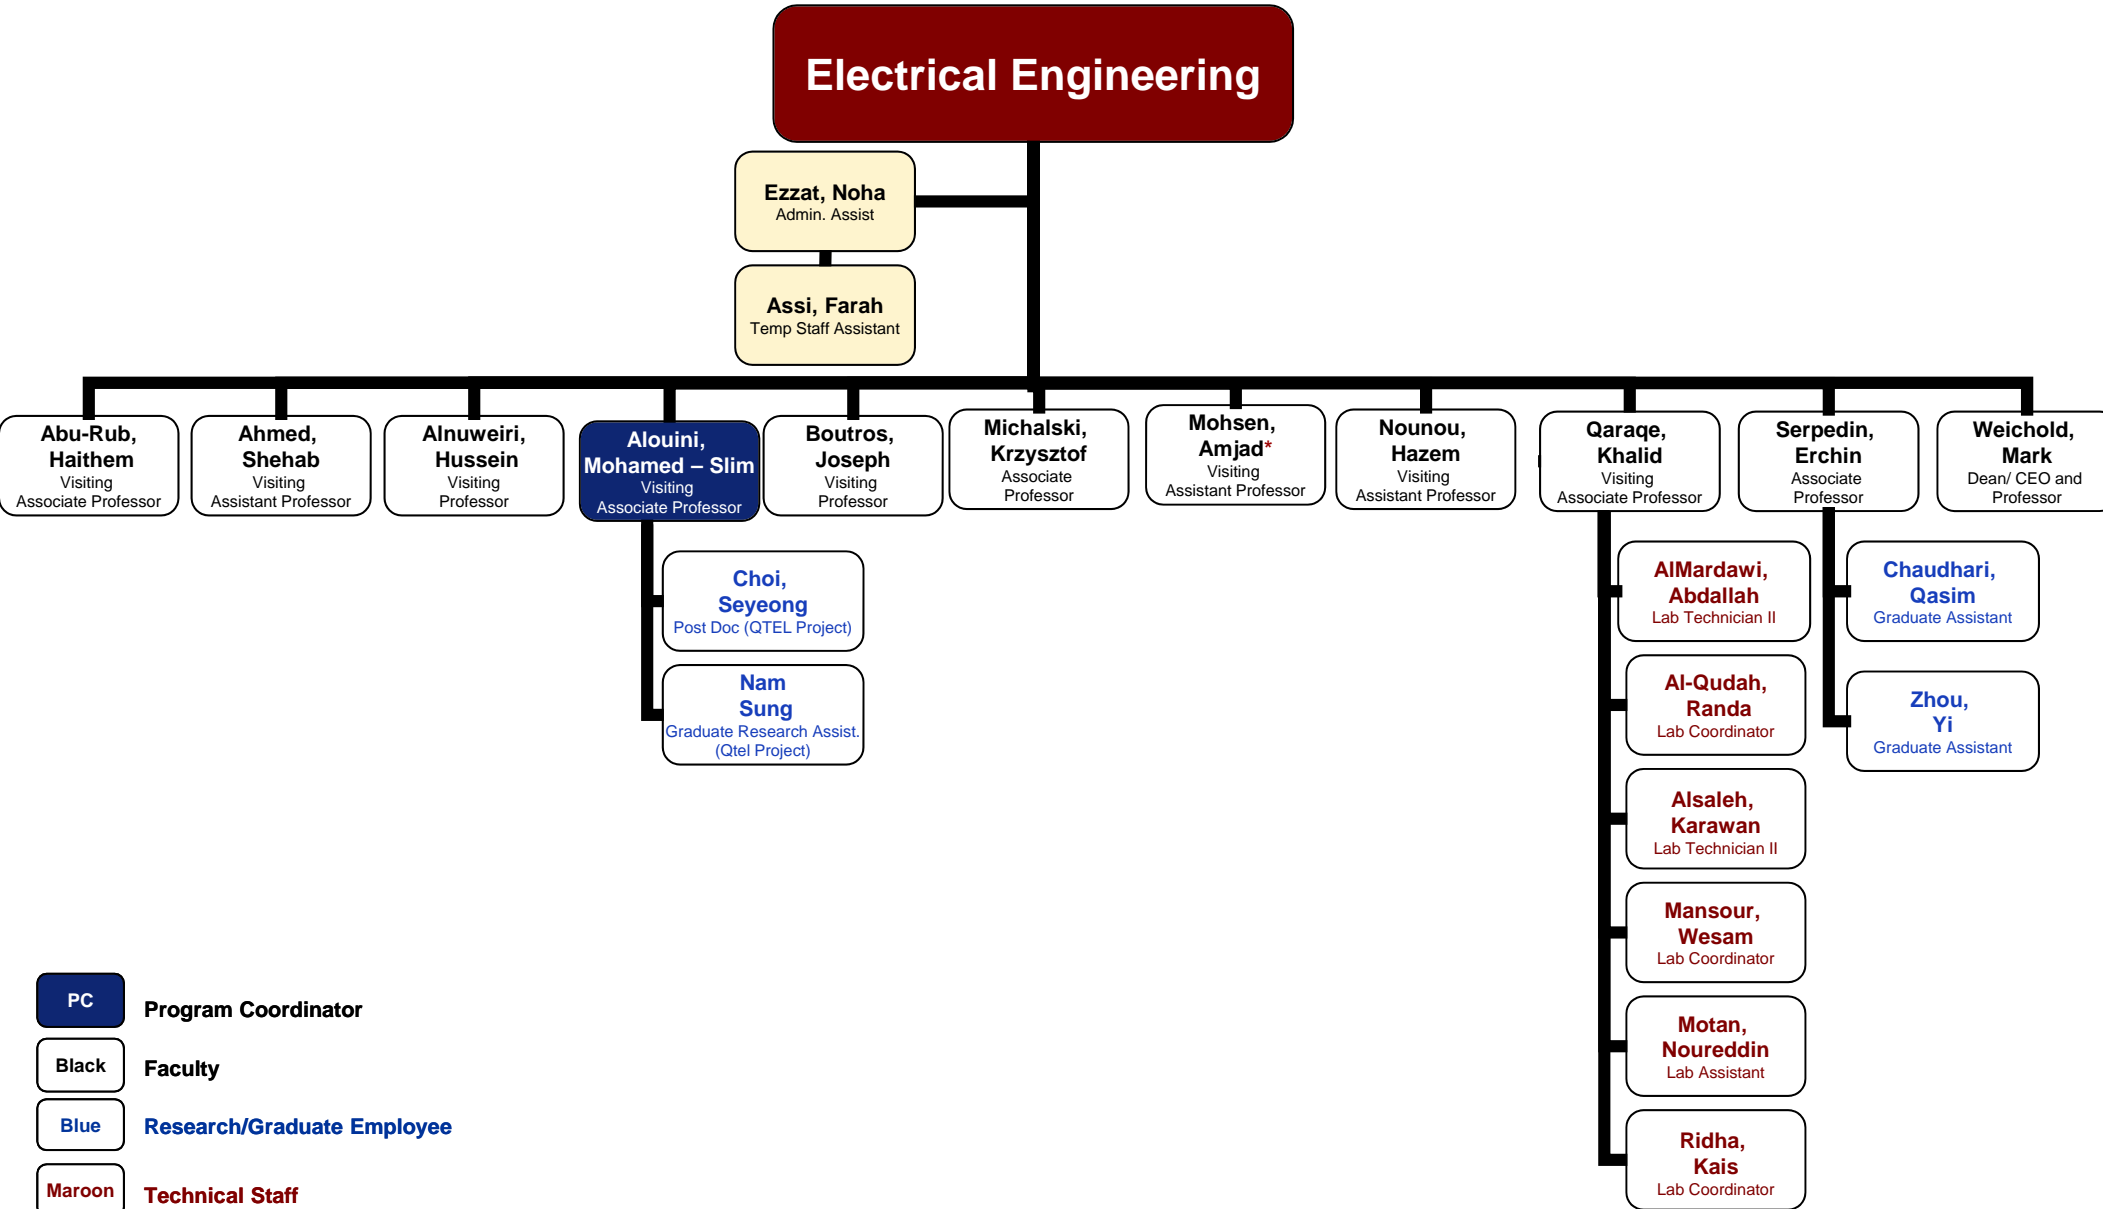 Electrical Engineering
Ezzat, Noha
Admin. Assist
Assi, Farah
Temp Staff Assistant
Abu-Rub,
Haithem
Visiting
Associate Professor
Ahmed,
Shehab
Visiting
Assistant Professor
Alnuweiri,
Hussein
Visiting
Professor
Alouini,
Mohamed – Slim
Visiting
Associate Professor
Boutros,
Joseph
Visiting
Professor
Michalski,
Krzysztof
Associate
Professor
Mohsen,
Amjad*
Visiting
Assistant Professor
Nounou,
Hazem
Visiting
Assistant Professor
Qaraqe,
Khalid
Visiting
Associate Professor
Serpedin,
Erchin
Associate
Professor
Weichold,
Mark
Dean/ CEO and
Professor
Choi,
Seyeong
Post Doc (QTEL Project)
Nam
Sung
Graduate Research Assist.
(Qtel Project)
AlMardawi,
Abdallah
Lab Technician II
Al-Qudah,
Randa
Lab Coordinator
Alsaleh,
Karawan
Lab Technician II
Mansour,
Wesam
Lab Coordinator
Motan,
Noureddin
Lab Assistant
Ridha,
Kais
Lab Coordinator
Chaudhari,
Qasim
Graduate Assistant
Zhou,
Yi
Graduate Assistant
PC Program Coordinator
Black Faculty
Blue Research/Graduate Employee
Maroon Technical Staff